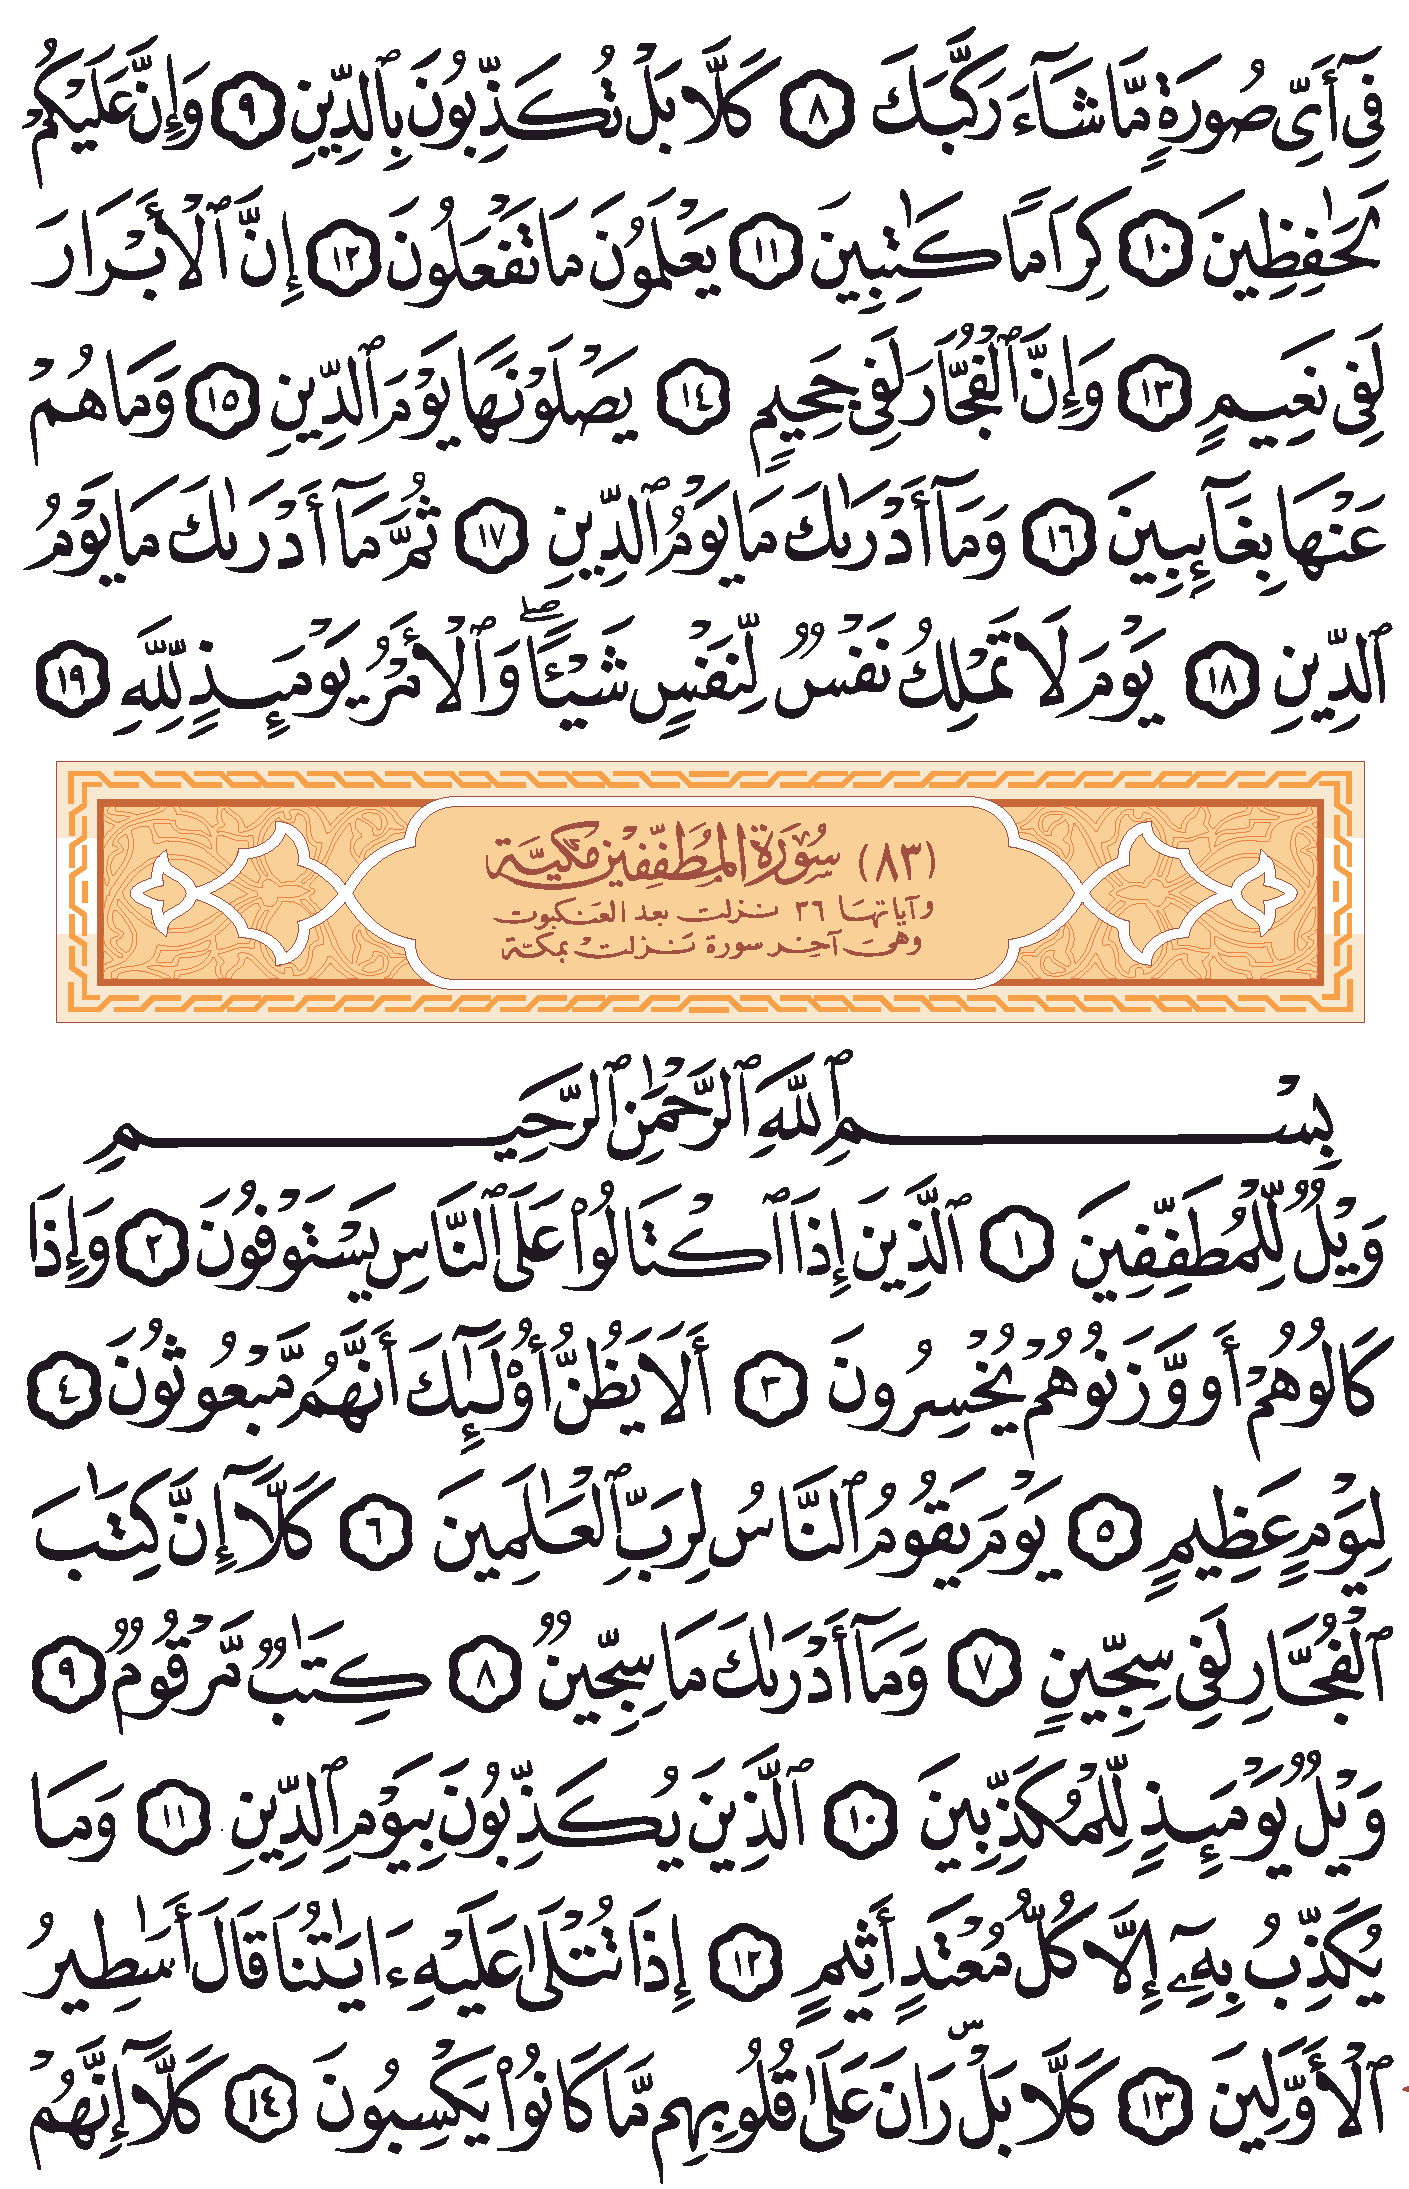 فِىٓ أَىِّ صُورَةٍ مَّا شَآءَ رَكَّبَكَ ٨ كَلَّا بَلْ تُكَذِّبُونَ بِٱلدِّينِ ٩ وَإِنَّ عَلَيْكُمْ
لَحَٰفِظِينَ ١٠ كِرَامًا كَٰتِبِينَ ١١ يَعْلَمُونَ مَا تَفْعَلُونَ ١٢ إِنَّ ٱلْأَبْرَارَ
لَفِى نَعِيمٍ ١٣ وَإِنَّ ٱلْفُجَّارَ لَفِى جَحِيمٍ ١٤ يَصْلَوْنَهَا يَوْمَ ٱلدِّينِ ١٥ وَمَا هُمْ
عَنْهَا بِغَآئِبِينَ ١٦ وَمَآ أَدْرَىٰكَ مَا يَوْمُ ٱلدِّينِ ١٧ ثُمَّ مَآ أَدْرَىٰكَ مَا يَوْمُ
ٱلدِّينِ ١٨ يَوْمَ لَا تَمْلِكُ نَفْسٌ لِّنَفْسٍ شَيْـًٔا ۖ وَٱلْأَمْرُ يَوْمَئِذٍ لِّلَّهِ ١٩
(٨٣) سُورَةِ المُطَفِّفِين مَكيَّة
وآياتها ٣٦ نزلت بعد العنكبوت
وهي آخر سورة نزلت بمكة
بِسْمِ ٱللَّهِ ٱلرَّحْمَٰنِ ٱلرَّحِيمِ
وَيْلٌ لِّلْمُطَفِّفِينَ ١ ٱلَّذِينَ إِذَا ٱكْتَالُوا۟ عَلَى ٱلنَّاسِ يَسْتَوْفُونَ ٢ وَإِذَا
كَالُوهُمْ أَو وَّزَنُوهُمْ يُخْسِرُونَ ٣ أَلَا يَظُنُّ أُو۟لَٰٓئِكَ أَنَّهُم مَّبْعُوثُونَ ٤
لِيَوْمٍ عَظِيمٍ ٥ يَوْمَ يَقُومُ ٱلنَّاسُ لِرَبِّ ٱلْعَٰلَمِينَ ٦ كَلَّآ إِنَّ كِتَٰبَ
ٱلْفُجَّارِ لَفِى سِجِّينٍ ٧ وَمَآ أَدْرَىٰكَ مَا سِجِّينٌ ٨ كِتَٰبٌ مَّرْقُومٌ ٩
وَيْلٌ يَوْمَئِذٍ لِّلْمُكَذِّبِينَ ١٠ ٱلَّذِينَ يُكَذِّبُونَ بِيَوْمِ ٱلدِّينِ ١١ وَمَا
يُكَذِّبُ بِهِۦٓ إِلَّا كُلُّ مُعْتَدٍ أَثِيمٍ ١٢ إِذَا تُتْلَىٰ عَلَيْهِ ءَايَٰتُنَا قَالَ أَسَٰطِيرُ
ٱلْأَوَّلِينَ ١٣ كَلَّا بَلْ ۜ رَانَ عَلَىٰ قُلُوبِهِم مَّا كَانُوا۟ يَكْسِبُونَ ١٤ كَلَّآ إِنَّهُمْ